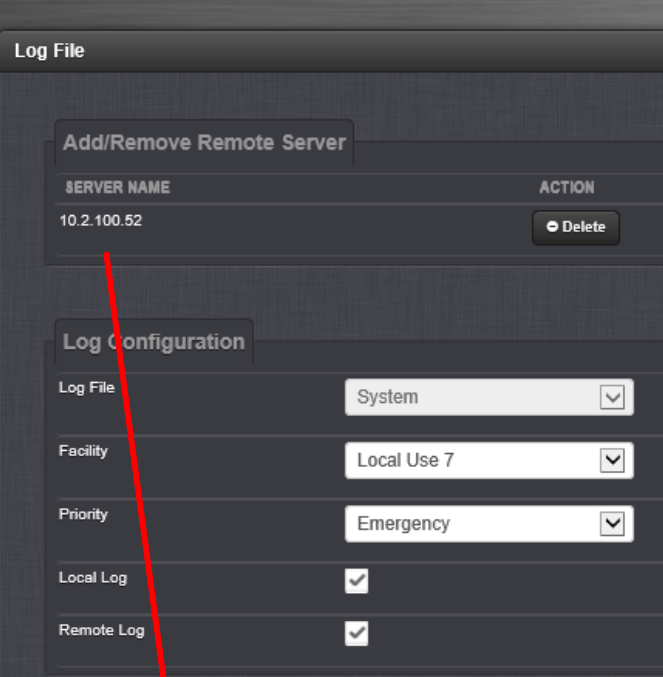 Log File
Add/Remove Remote Server
SERVER NAME ACTION
10.2.100.52 Delete
Log Configuration
Log File System
Facility Local Use 7
Priority Emergency
Local Log
Remote Log